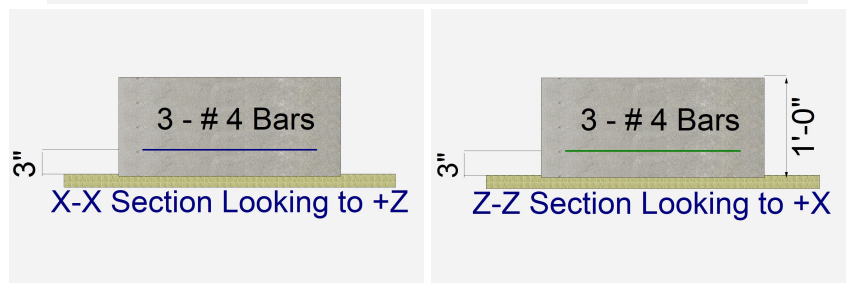 3 - # 4 Bars
3"
X-X Section Looking to +Z
3 - # 4 Bars
1'-0"
3"
Z-Z Section Looking to +X